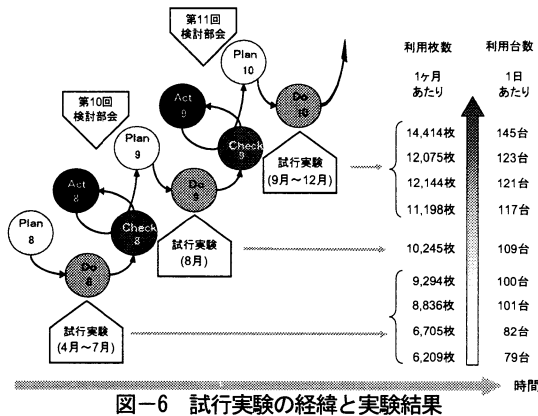 第11回
検討部会
Plan
10
Do
10
Act
9
Check
9
第10回
検討部会
Plan
9
Do
9
Act
8
Check
8
Plan
8
Do
8
試行実験
(9月～12月)
試行実験
(8月)
試行実験
(4月～7月)
利用枚数 利用台数
1ヶ月 1日
あたり あたり
14,414枚 145台
12,075枚 123台
12,144枚 121台
11,198枚 117台
10,245枚 109台
9,294枚 100台
8,836枚 101台
6,705枚 82台
6,209枚 79台
時間
図－6 試行実験の経緯と実験結果